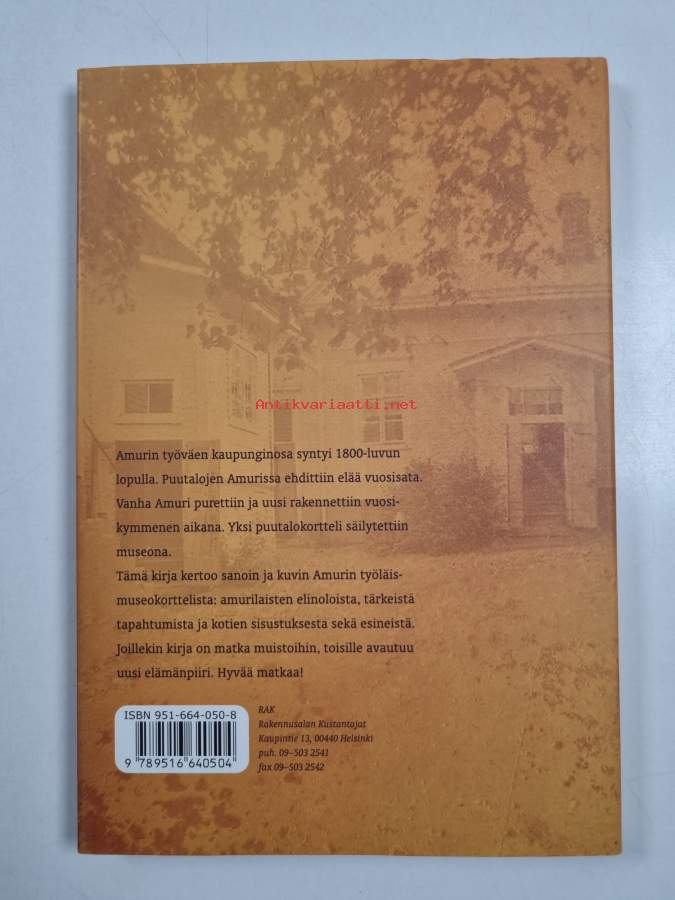 Antikvariaatti.net
Amurin työväen kaupunginosa syntyi 1800-luvun
lopulla. Puutalojen Amurissa ehdittiin elää vuosisata.
Vanha Amuri purettiin ja uusi rakennettiin vuosi-
kymmenen aikana. Yksi puutalokortteli säilytettiin
museona.
Tämä kirja kertoo sanoin ja kuvin Amurin työläis-
museokorttelista: amurilaisten elinoloista, tärkeistä
tapahtumista ja kotien sisustuksesta sekä esineistä.
Joillekin kirja on matka muistoihin, toisille avautuu
uusi elämänpiiri. Hyvää matkaa!
ISBN 951-664-050-8
9 789516 640504
RAK
Rakennusalan Kustantajat
Kaupintie 13, 00440 Helsinki
puh. 09–503 2541
fax 09–503 2542